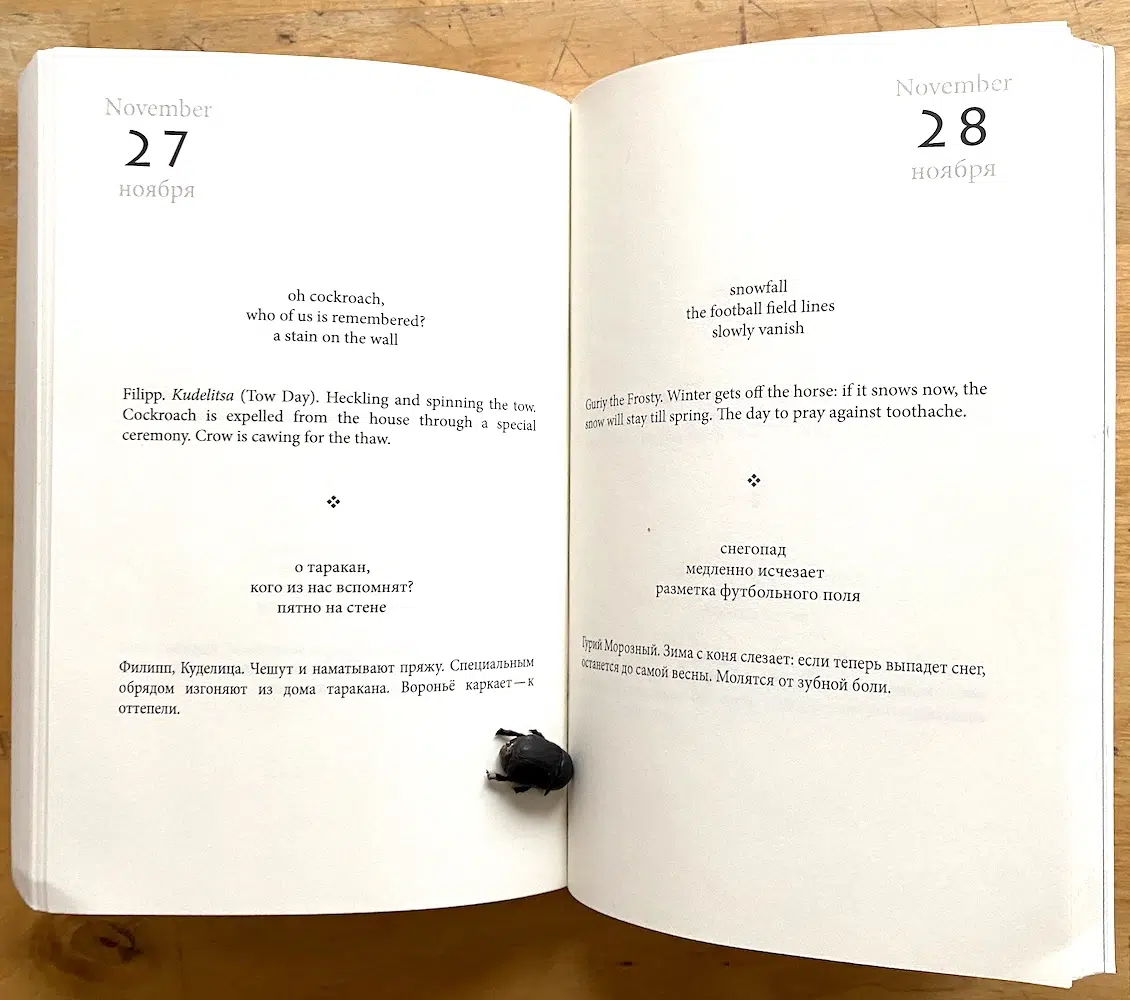 November
27
ноября
oh cockroach,
who of us is remembered?
a stain on the wall
Filipp. Kudelitsa (Tow Day). Heckling and spinning the tow.
Cockroach is expelled from the house through a special
ceremony. Crow is cawing for the thaw.
о таракан,
кого из нас вспомнят?
пятно на стене
Филипп, Куделица. Чешут и наматывают пряжу. Специальным
обрядом изгоняют из дома таракана. Вороньё каркает—к
оттепели.
November
28
ноября
snowfall
the football field lines
slowly vanish
Guriy the Frosty. Winter gets off the horse: if it snows now, the
snow will stay till spring. The day to pray against toothache.
снегопад
медленно исчезает
разметка футбольного поля
Гурий Морозный. Зима с коня слезает: если теперь выпадет снег,
останется до самой весны. Молятся от зубной боли.